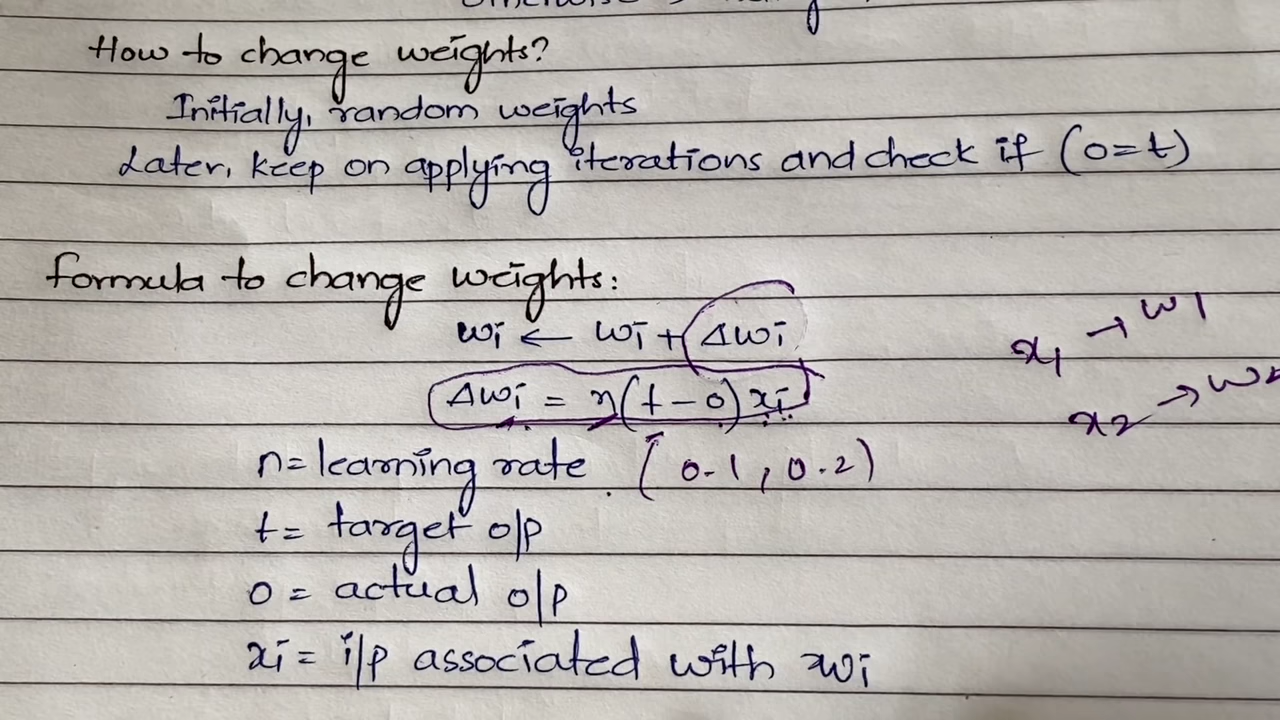 How to change weights?
Initially, random weights
Later, keep on applying iterations and check if (o=t)
formula to change weights:
wi ← wi + Δwi
x1 → w1
Δwi = η(t-o) xi
x2 →
n = learning rate (0.1, 0.2)
t = target o/p
o = actual o/p
xi = i/p associated with wi